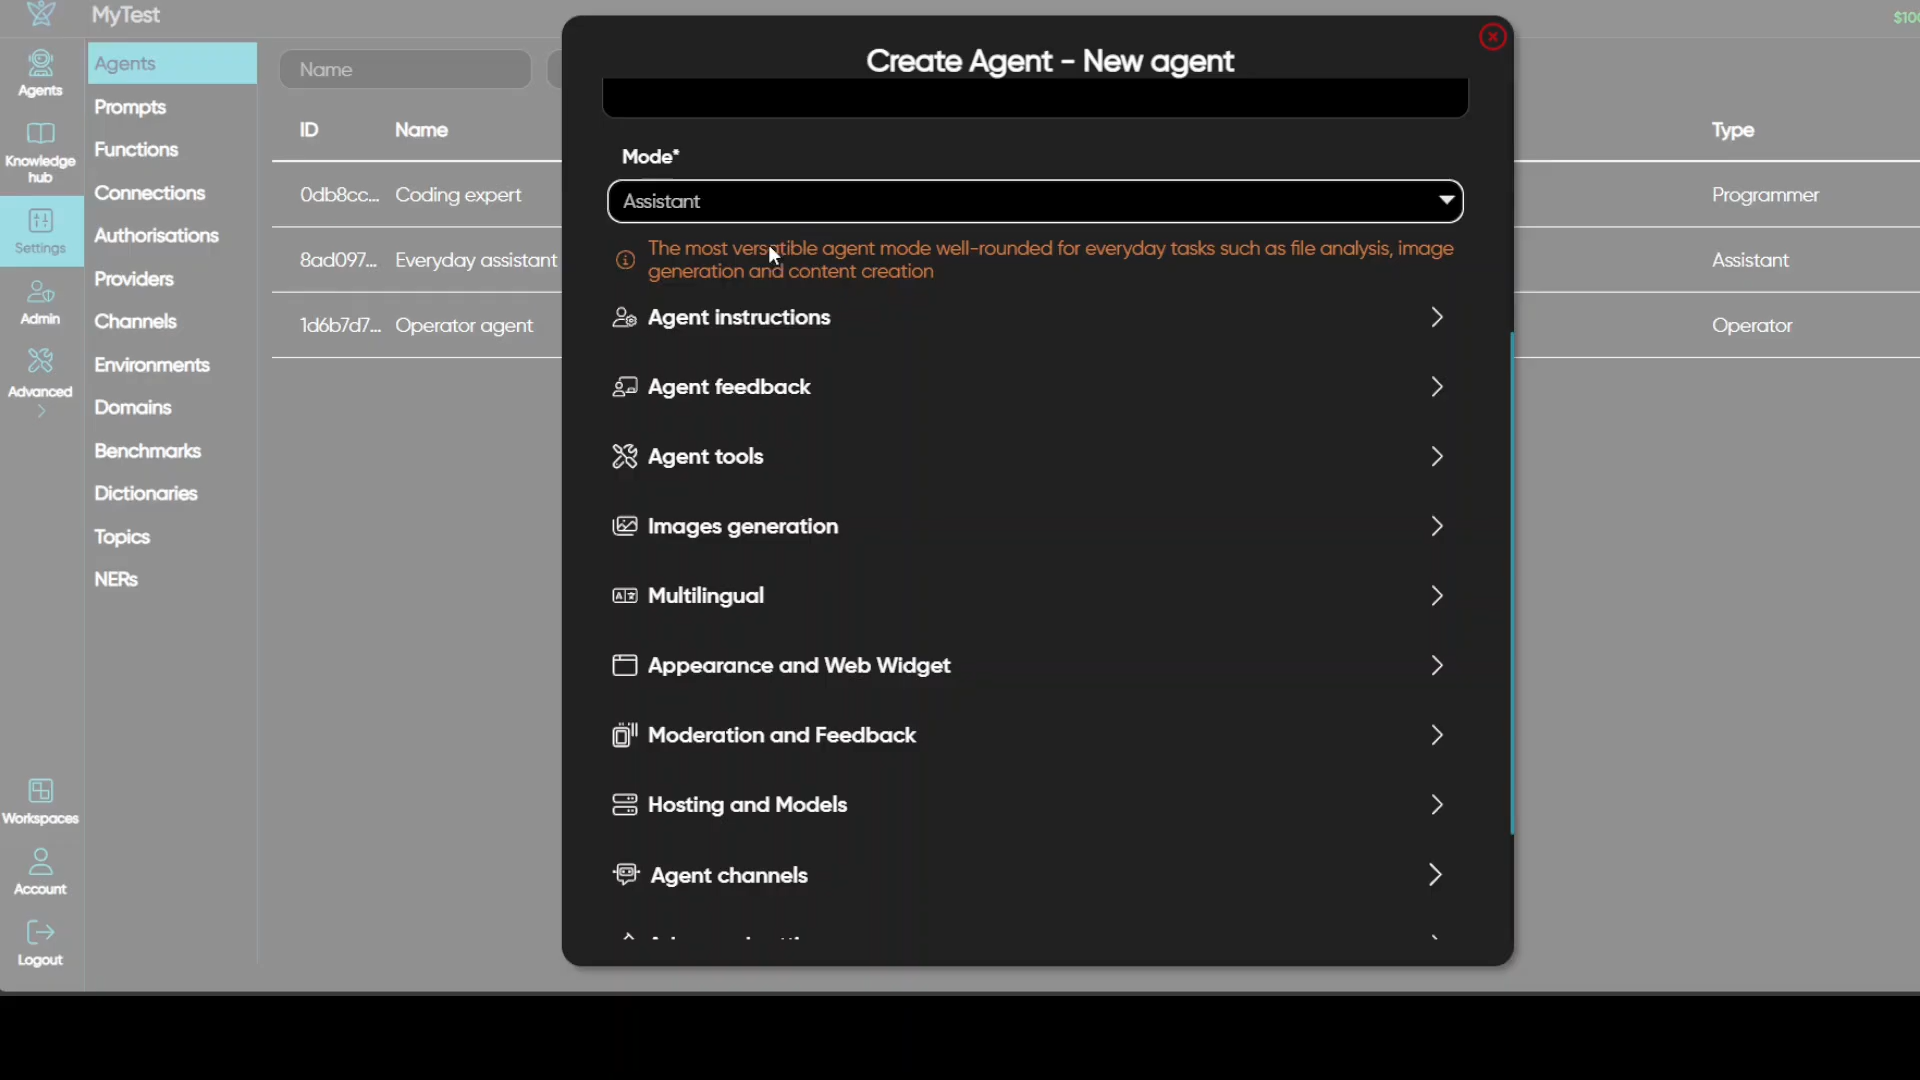 MyTest
$100
Agents
Knowledge
hub
Settings
Admin
Advanced
Workspaces
Account
Logout
Agents
Prompts
Functions
Connections
Authorisations
Providers
Channels
Environments
Domains
Benchmarks
Dictionaries
Topics
NERs
Name
ID Name Type
0db8cc... Coding expert Programmer
8ad097... Everyday assistant Assistant
1d6b7d7... Operator agent Operator
Create Agent - New agent
Mode*
Assistant
The most versatible agent mode well-rounded for everyday tasks such as file analysis, image
generation and content creation
Agent instructions
Agent feedback
Agent tools
Images generation
Multilingual
Appearance and Web Widget
Moderation and Feedback
Hosting and Models
Agent channels